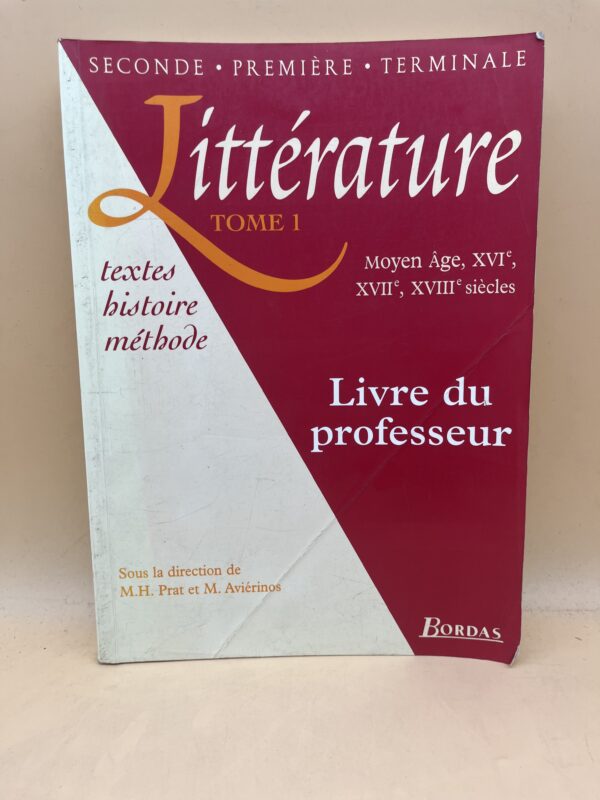 SECONDE • PREMIÈRE • TERMINALE
Littérature
TOME 1
Moyen Âge, XVIe,
XVIIe, XVIIIe siècles
textes
histoire
méthode
Livre du
professeur
Sous la direction de
M.H. Prat et M. Aviérinos
BORDAS